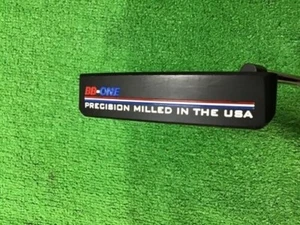 BB-ONE
PRECISION MILLED IN THE USA